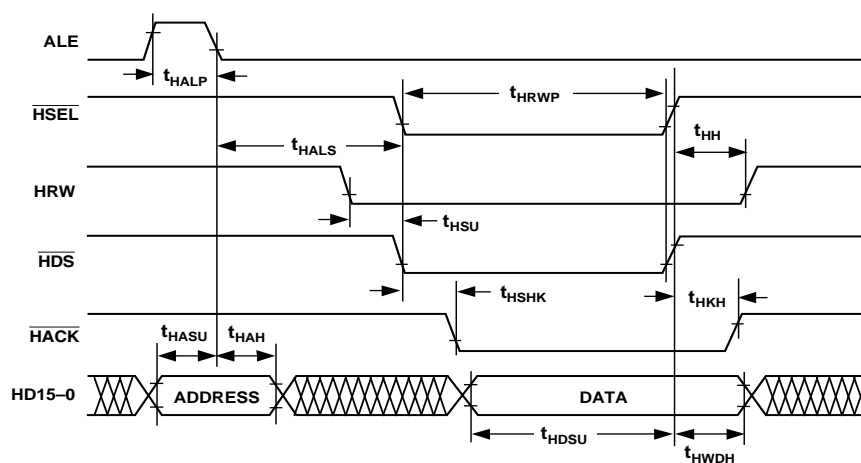 ALE
tHALP
HSEL
tHRWP
tHALS
tHH
HRW
tHSU
HDS
tHSHK
tHKH
HACK
tHASU tHAH
HD15–0 ADDRESS DATA
tHDSU
tHWDH